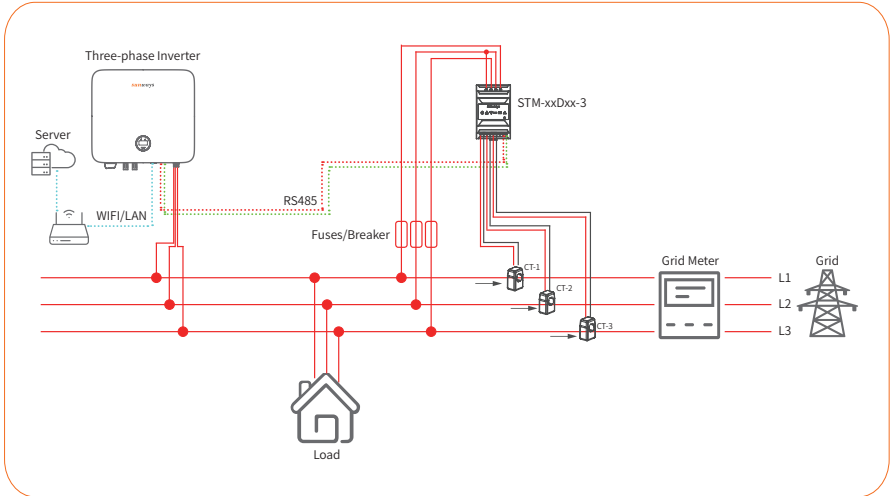 Three-phase Inverter
STM-xxDxx-3
Server
WIFI/LAN
RS485
Fuses/Breaker
CT-1
CT-2
CT-3
Grid Meter
Grid
L1
L2
L3
Load